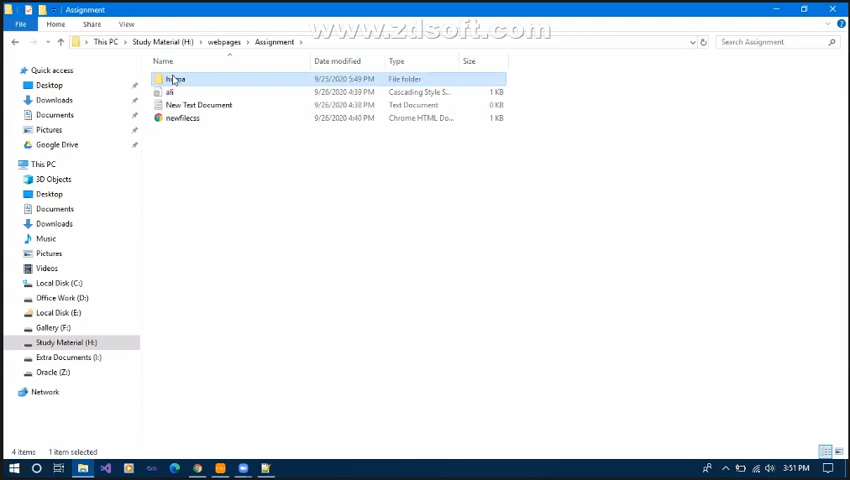 Assignment
www.zdsoft.com
File Home Share View
This PC Study Material (H:) webpages Assignment Search Assignment
Name Date modified Type Size
9/25/2020 5:49 PM File folder
ali 9/26/2020 4:39 PM Cascading Style S... 1 KB
New Text Document 9/26/2020 4:38 PM Text Document 0 KB
newfilecss 9/26/2020 4:40 PM Chrome HTML Do... 1 KB
Quick access
Desktop
Downloads
Documents
Pictures
Google Drive
This PC
3D Objects
Desktop
Documents
Downloads
Music
Pictures
Videos
Local Disk (C:)
Office Work (D:)
Local Disk (E:)
Gallery (F:)
Study Material (H:)
Extra Documents (I:)
Oracle (Z:)
Network
4 items 1 item selected
3:51 PM